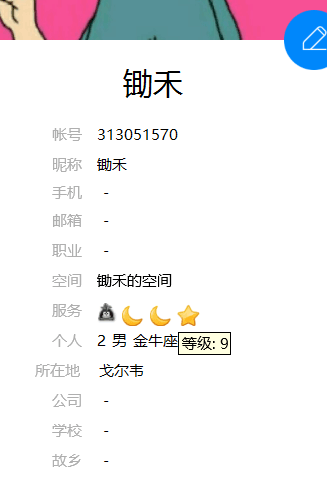 锄禾
帐号 313051570
昵称 锄禾
手机 -
邮箱 -
职业 -
空间 锄禾的空间
服务
个人 2 男 金牛座
等级: 9
所在地 戈尔韦
公司 -
学校 -
故乡 -